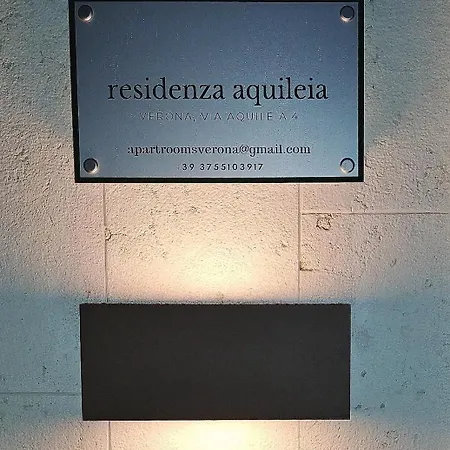 residenza aquileia
VERONA, VIA AQUILEIA 4
apartroomsverona@gmail.com
+39 3755103917